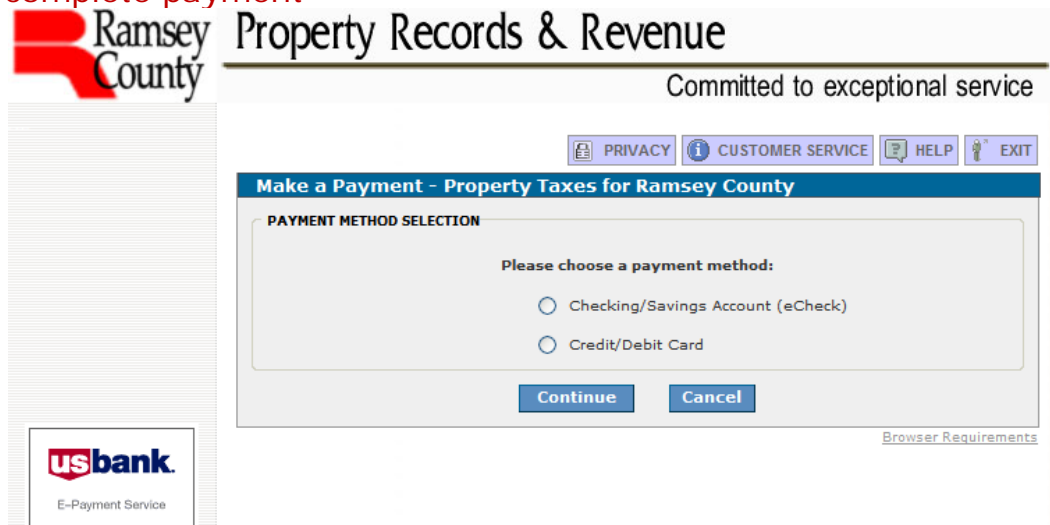 complete payment
Ramsey
County
Property Records & Revenue
Committed to exceptional service
PRIVACY CUSTOMER SERVICE HELP EXIT
Make a Payment - Property Taxes for Ramsey County
PAYMENT METHOD SELECTION
Please choose a payment method:
Checking/Savings Account (eCheck)
Credit/Debit Card
Continue Cancel
Browser Requirements
usbank.
E-Payment Service